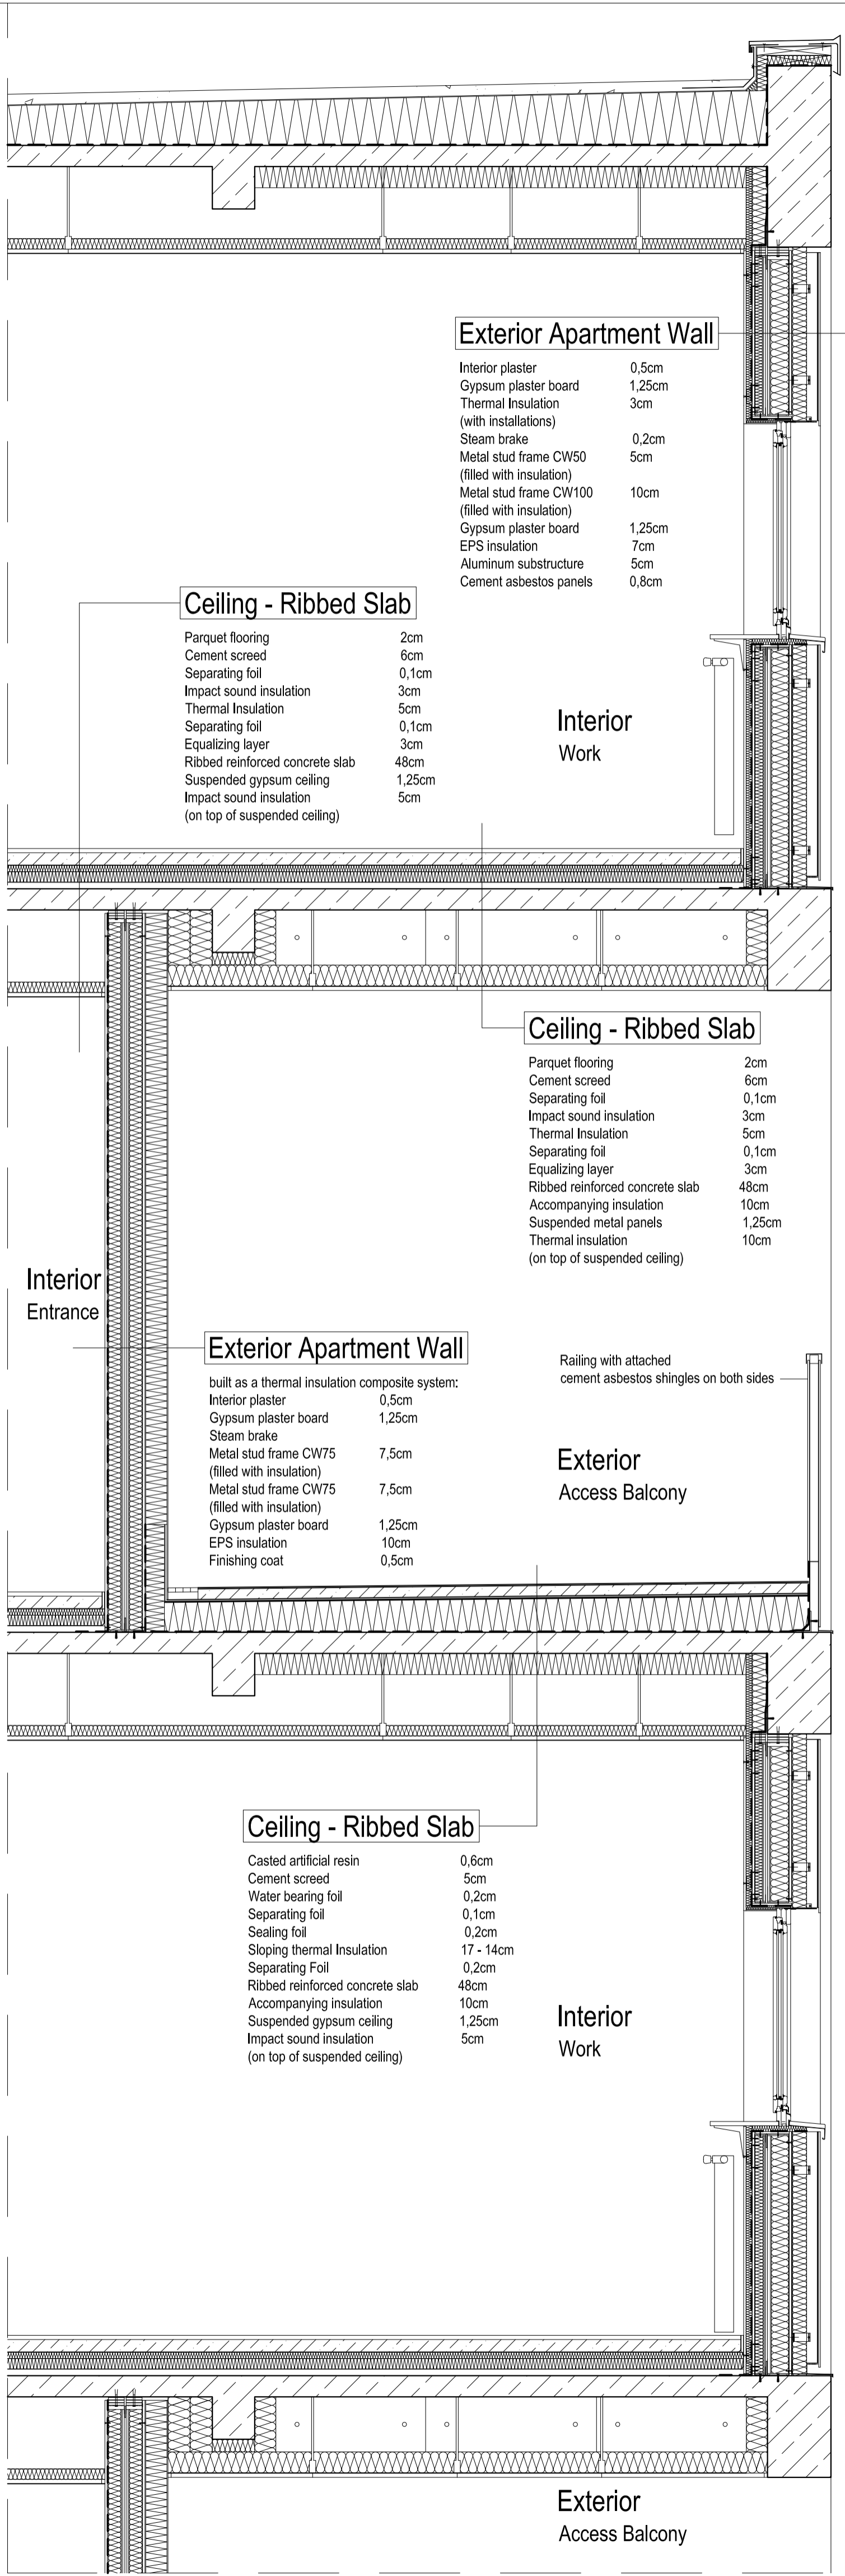 Exterior Apartment Wall
Interior plaster 0,5cm
Gypsum plaster board 1,25cm
Thermal Insulation 3cm
(with installations)
Steam brake 0,2cm
Metal stud frame CW50 5cm
(filled with insulation)
Metal stud frame CW100 10cm
(filled with insulation)
Gypsum plaster board 1,25cm
EPS insulation 7cm
Aluminum substructure 5cm
Cement asbestos panels 0,8cm
Ceiling - Ribbed Slab
Parquet flooring 2cm
Cement screed 6cm
Separating foil 0,1cm
Impact sound insulation 3cm
Thermal Insulation 5cm
Separating foil 0,1cm
Equalizing layer 3cm
Ribbed reinforced concrete slab 48cm
Suspended gypsum ceiling 1,25cm
Impact sound insulation 5cm
(on top of suspended ceiling)
Interior
Work
Ceiling - Ribbed Slab
Parquet flooring 2cm
Cement screed 6cm
Separating foil 0,1cm
Impact sound insulation 3cm
Thermal Insulation 5cm
Separating foil 0,1cm
Equalizing layer 3cm
Ribbed reinforced concrete slab 48cm
Accompanying insulation 10cm
Suspended metal panels 1,25cm
Thermal insulation 10cm
(on top of suspended ceiling)
Interior
Entrance
Exterior Apartment Wall
built as a thermal insulation composite system:
Interior plaster 0,5cm
Gypsum plaster board 1,25cm
Steam brake
Metal stud frame CW75 7,5cm
(filled with insulation)
Metal stud frame CW75 7,5cm
(filled with insulation)
Gypsum plaster board 1,25cm
EPS insulation 10cm
Finishing coat 0,5cm
Railing with attached
cement asbestos shingles on both sides
Exterior
Access Balcony
Ceiling - Ribbed Slab
Casted artificial resin 0,6cm
Cement screed 5cm
Water bearing foil 0,2cm
Separating foil 0,1cm
Sealing foil 0,2cm
Sloping thermal Insulation 17 - 14cm
Separating Foil 0,2cm
Ribbed reinforced concrete slab 48cm
Accompanying insulation 10cm
Suspended gypsum ceiling 1,25cm
Impact sound insulation 5cm
(on top of suspended ceiling)
Interior
Work
Exterior
Access Balcony